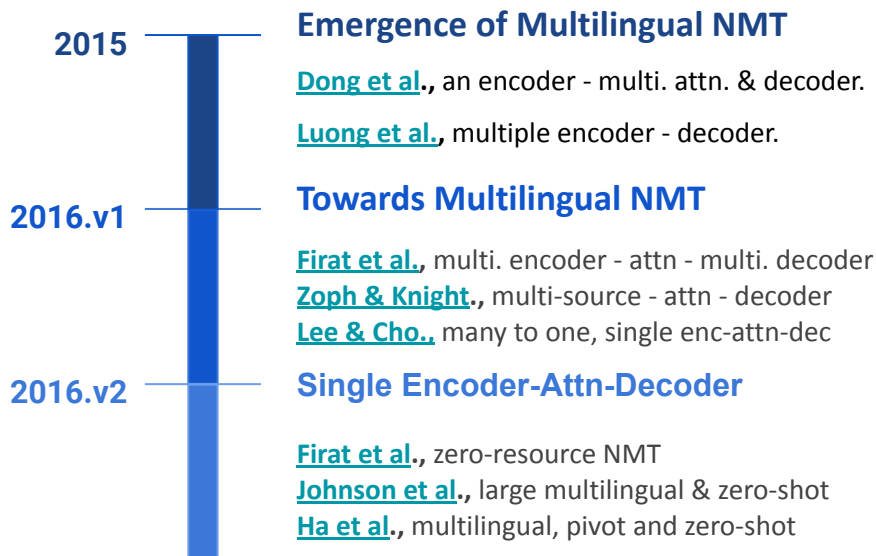 2015
Emergence of Multilingual NMT
Dong et al., an encoder - multi. attn. & decoder.
Luong et al., multiple encoder - decoder.
2016.v1
Towards Multilingual NMT
Firat et al., multi. encoder - attn - multi. decoder
Zoph & Knight., multi-source - attn - decoder
Lee & Cho., many to one, single enc-attn-dec
2016.v2
Single Encoder-Attn-Decoder
Firat et al., zero-resource NMT
Johnson et al., large multilingual & zero-shot
Ha et al., multilingual, pivot and zero-shot